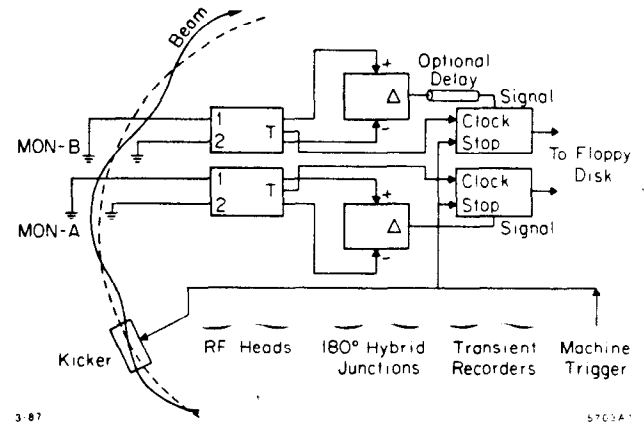 Beam
Optional
Delay
+
Δ
-
Signal
1
2
T
Clock
Stop
MON-B
To Floppy
Disk
1
2
T
+
Δ
-
Clock
Stop
Signal
MON-A
Kicker
RF Heads
180° Hybrid
Junctions
Transient
Recorders
Machine
Trigger
3-87
5703A1